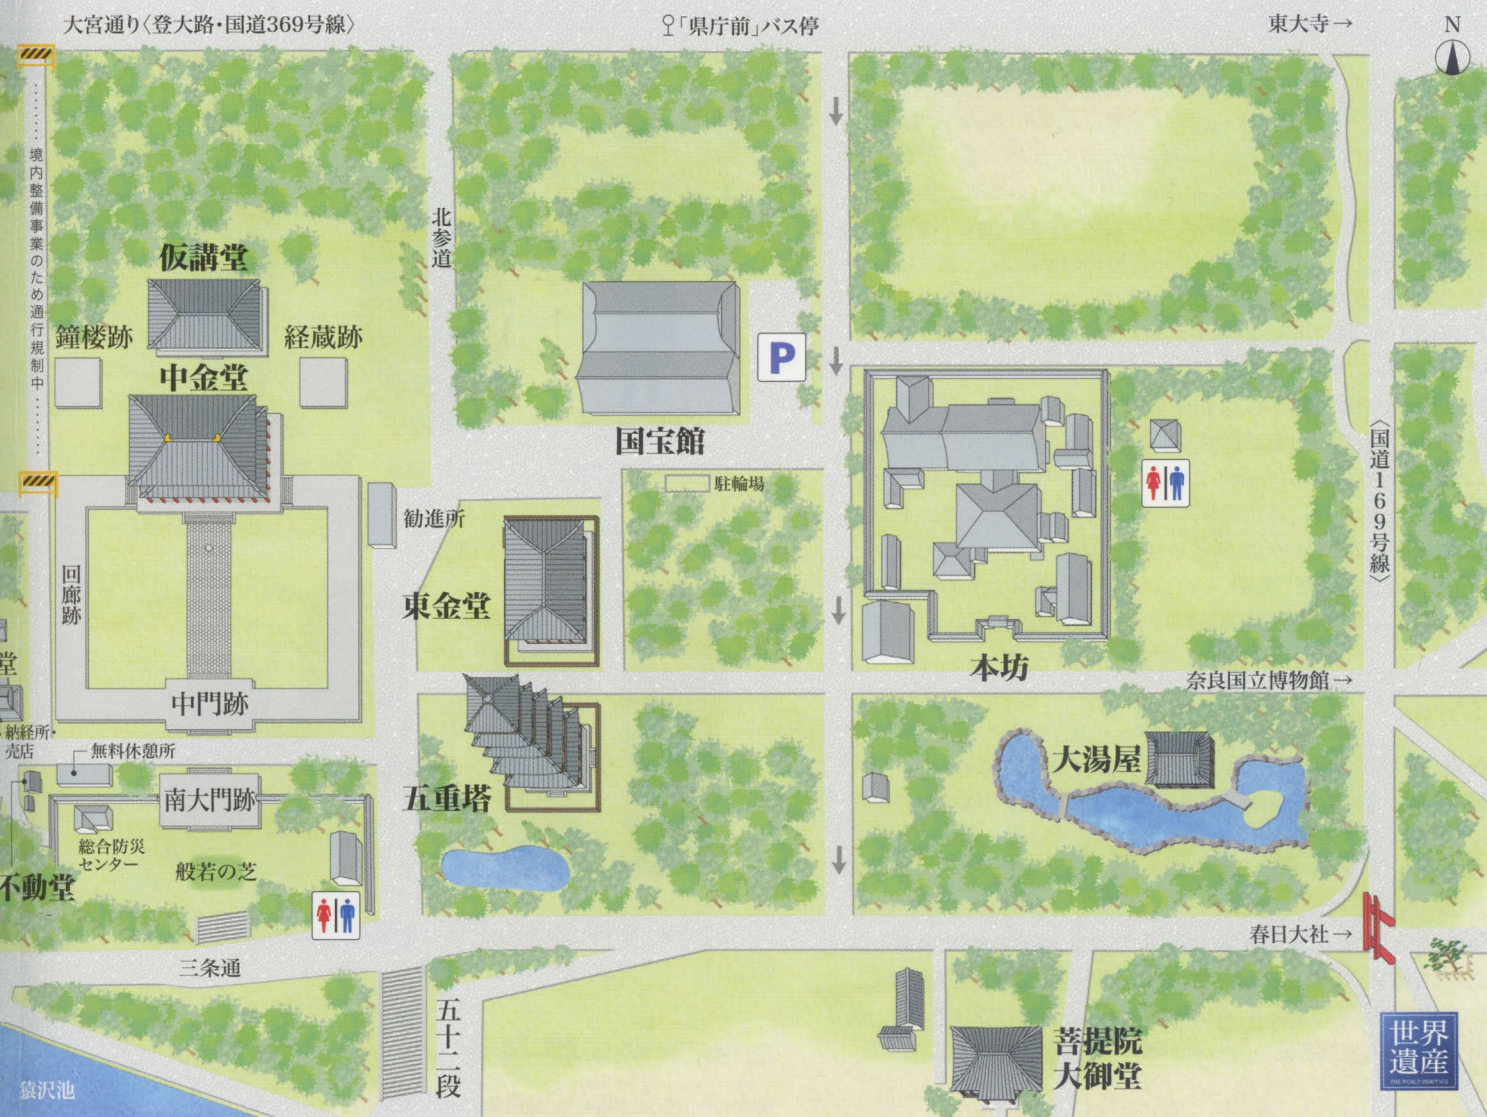 大宮通り〈登大路・国道369号線〉
「県庁前」バス停
東大寺→
N
境内整備事業のため通行規制中
北参道
仮講堂
鐘楼跡
経蔵跡
中金堂
P
国宝館
駐輪場
〈国道169号線〉
勧進所
回廊跡
東金堂
堂
本坊
奈良国立博物館→
中門跡
納経所・
売店
無料休憩所
大湯屋
南大門跡
五重塔
総合防災
センター
般若の芝
不動堂
春日大社→
三条通
五十二段
菩提院
大御堂
世界
遺産
THE WORLD HERITAGE
猿沢池